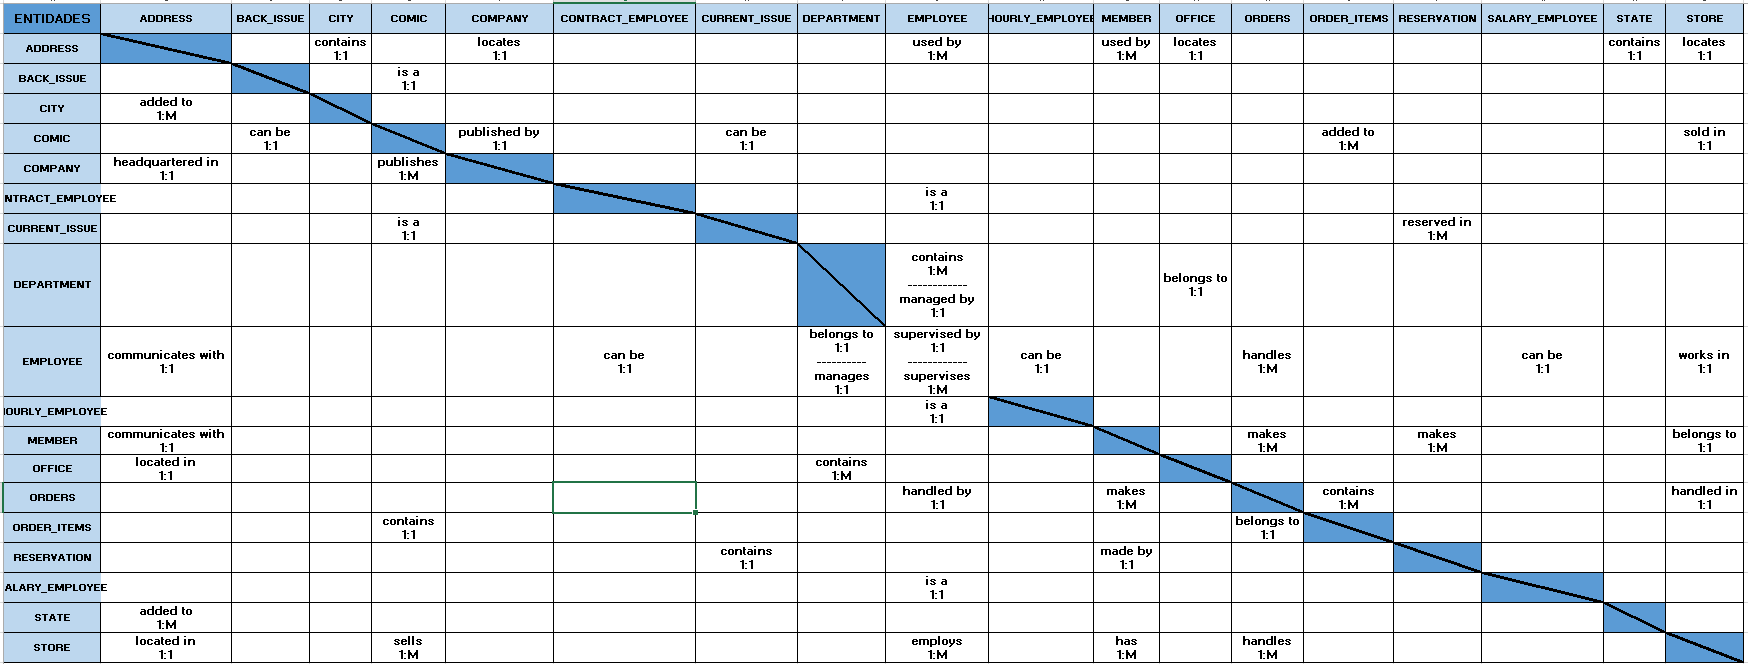 ENTIDADES ADDRESS BACK_ISSUE CITY COMIC COMPANY CONTRACT_EMPLOYEE CURRENT_ISSUE DEPARTMENT EMPLOYEE HOURLY_EMPLOYEE MEMBER OFFICE ORDERS ORDER_ITEMS RESERVATION SALARY_EMPLOYEE STATE STORE
ADDRESS contains locates used by used by locates contains locates
1:1 1:1 1:M 1:M 1:1 1:1 1:1
BACK_ISSUE is a
1:1
CITY added to
1:M
COMIC can be published by can be added to sold in
1:1 1:1 1:1 1:M 1:1
COMPANY headquartered in publishes
1:1 1:M
NTRACT_EMPLOYEE is a
1:1
CURRENT_ISSUE is a reserved in
1:1 1:M
DEPARTMENT contains belongs to
1:M 1:1
------------
managed by
1:1
EMPLOYEE communicates with can be belongs to supervised by can be handles can be works in
1:1 1:1 1:1 1:1 1:1 1:M 1:1 1:1
---------- ------------
manages supervises
1:1 1:M
OURLY_EMPLOYEE is a
1:1
MEMBER communicates with makes makes belongs to
1:1 1:M 1:M 1:1
OFFICE located in contains
1:1 1:M
ORDERS handled by makes contains handled in
1:1 1:M 1:M 1:1
ORDER_ITEMS contains belongs to
1:1 1:1
RESERVATION contains made by
1:1 1:1
ALARY_EMPLOYEE is a
1:1
STATE added to
1:M
STORE located in sells employs has handles
1:1 1:M 1:M 1:M 1:M